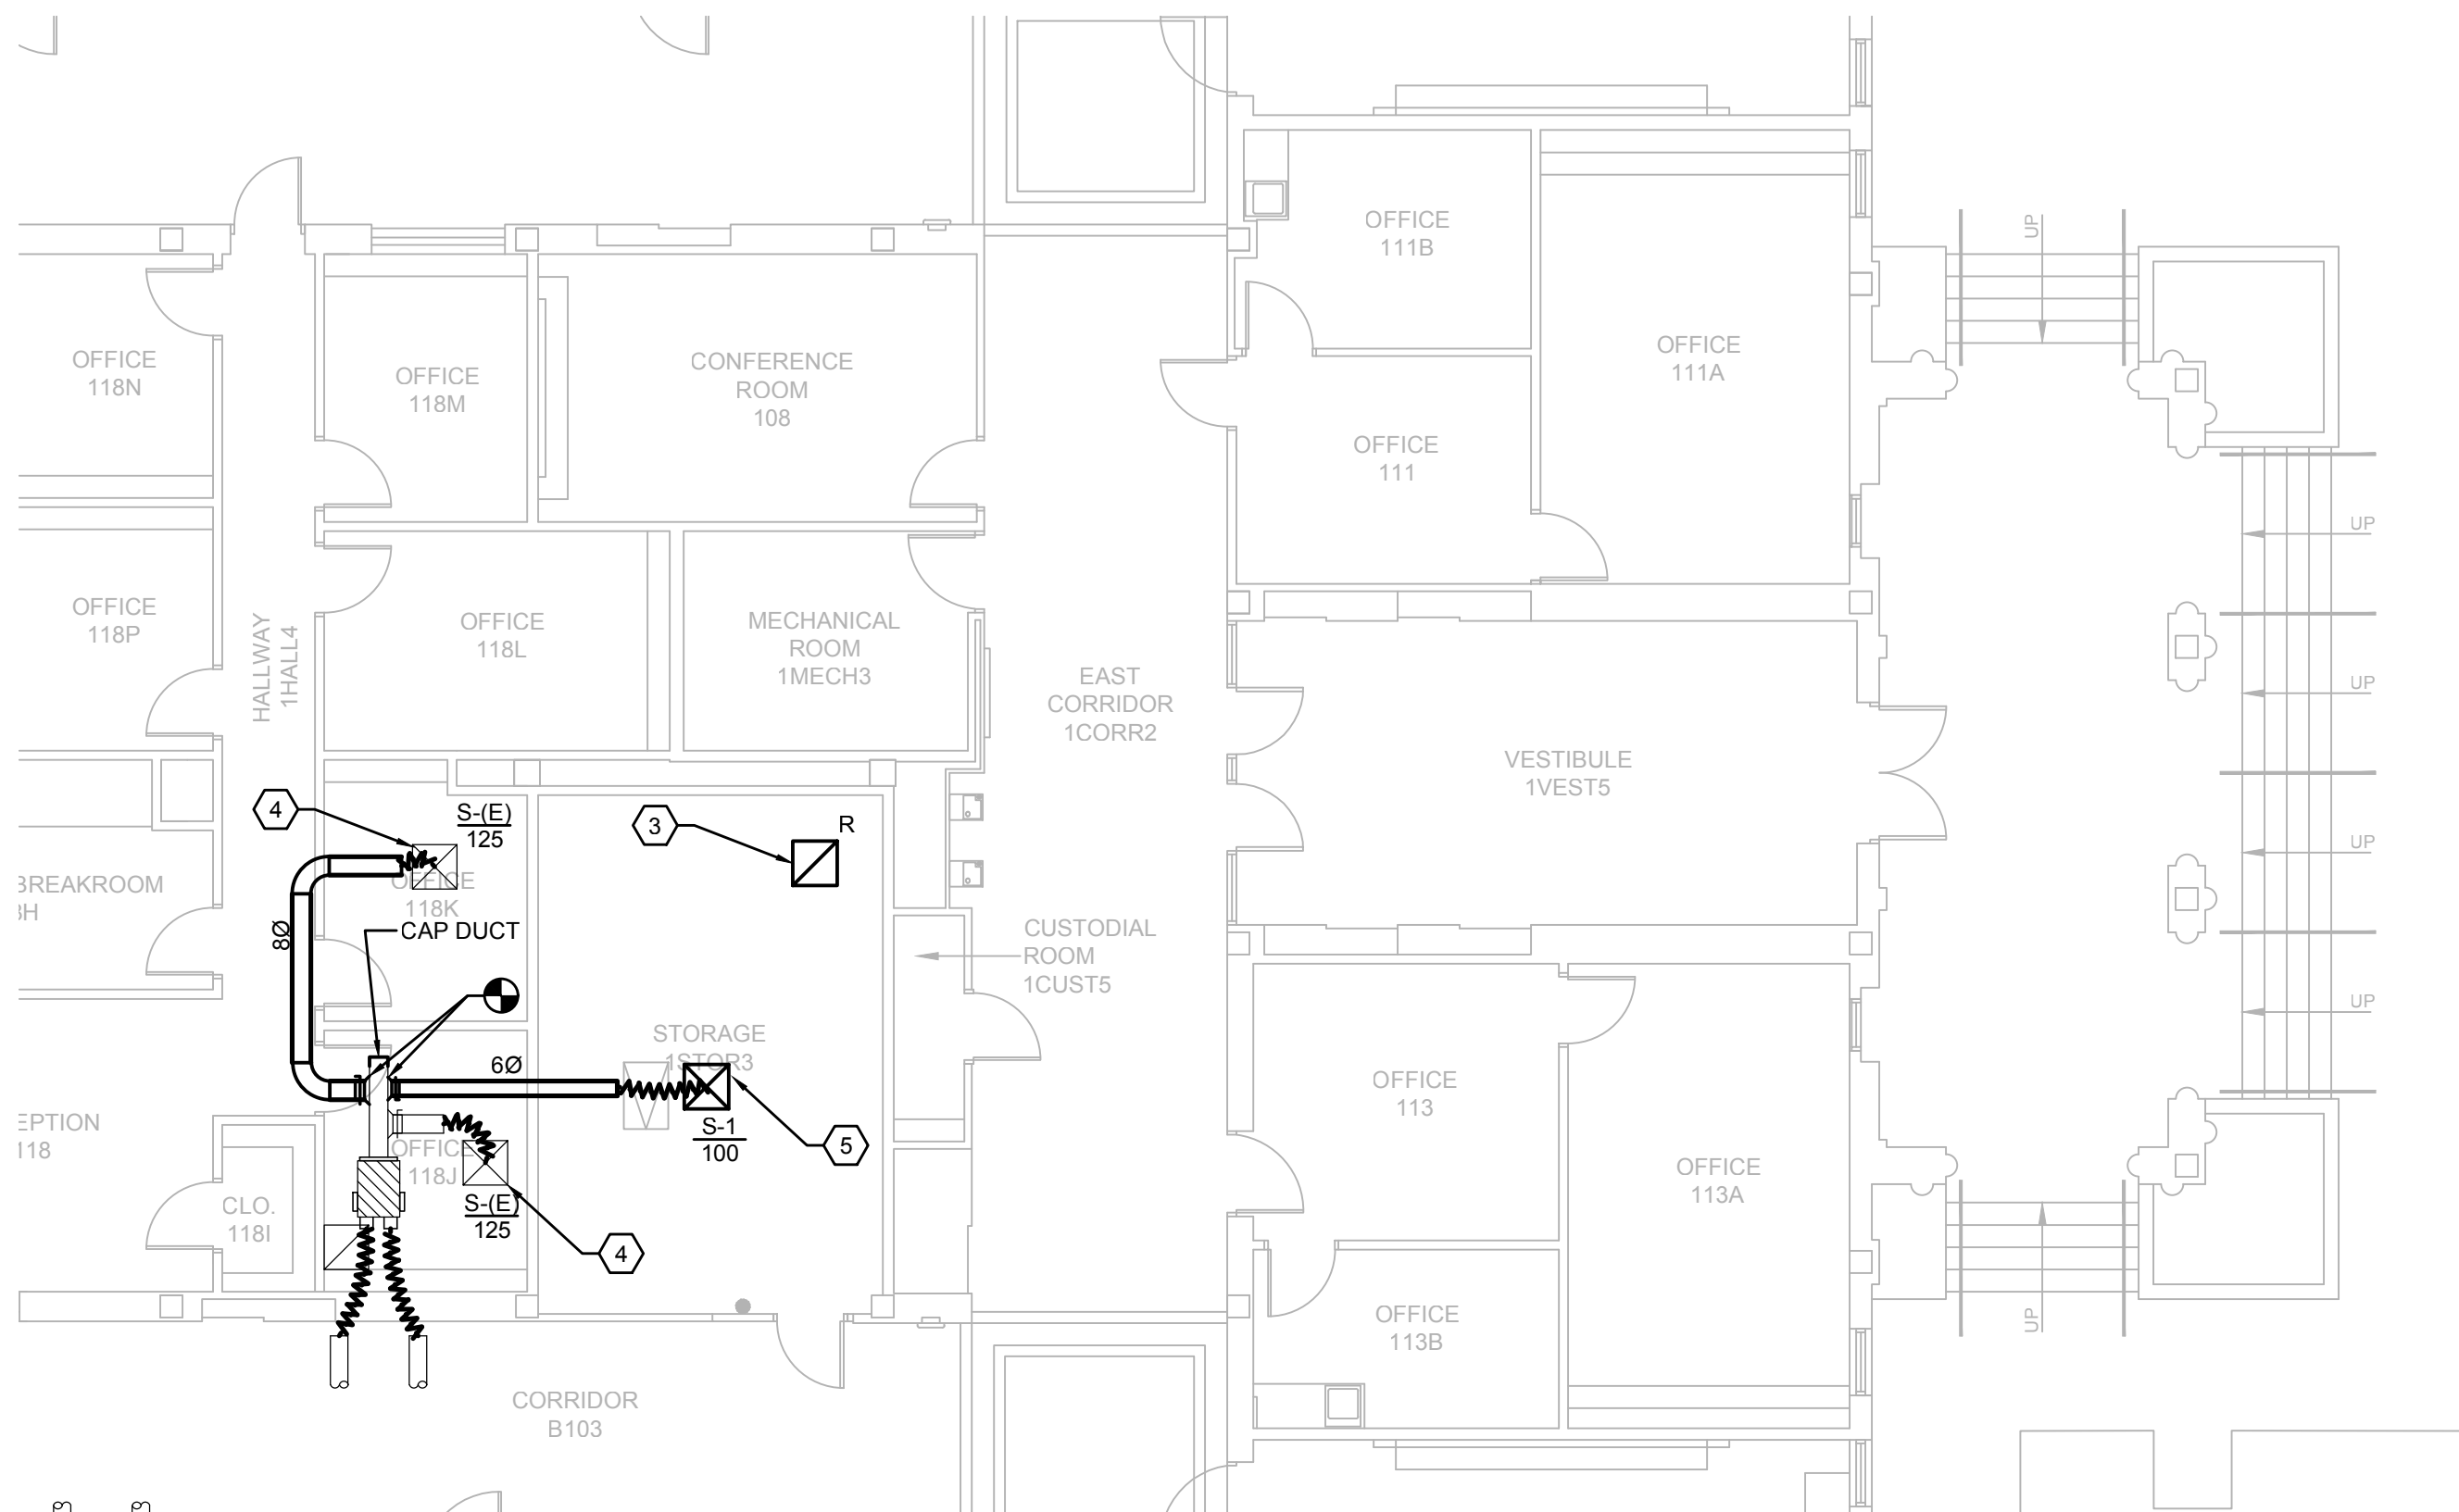 OFFICE
111B
UP
OFFICE
118N
OFFICE
118M
CONFERENCE
ROOM
108
OFFICE
111A
OFFICE
111
UP
OFFICE
118P
HALLWAY
1HALL4
OFFICE
118L
MECHANICAL
ROOM
1MECH3
EAST
CORRIDOR
1CORR2
UP
VESTIBULE
1VEST5
4
S-(E)
125
3
R
UP
BREAKROOM
OFFICE
118K
8Ø
CAP DUCT
CUSTODIAL
ROOM
1CUST5
UP
STORAGE
1STOR3
6Ø
S-1
100
5
OFFICE
113
EPTION
118
OFFICE
118J
S-(E)
125
4
CLO.
118I
OFFICE
113A
OFFICE
113B
UP
CORRIDOR
B103